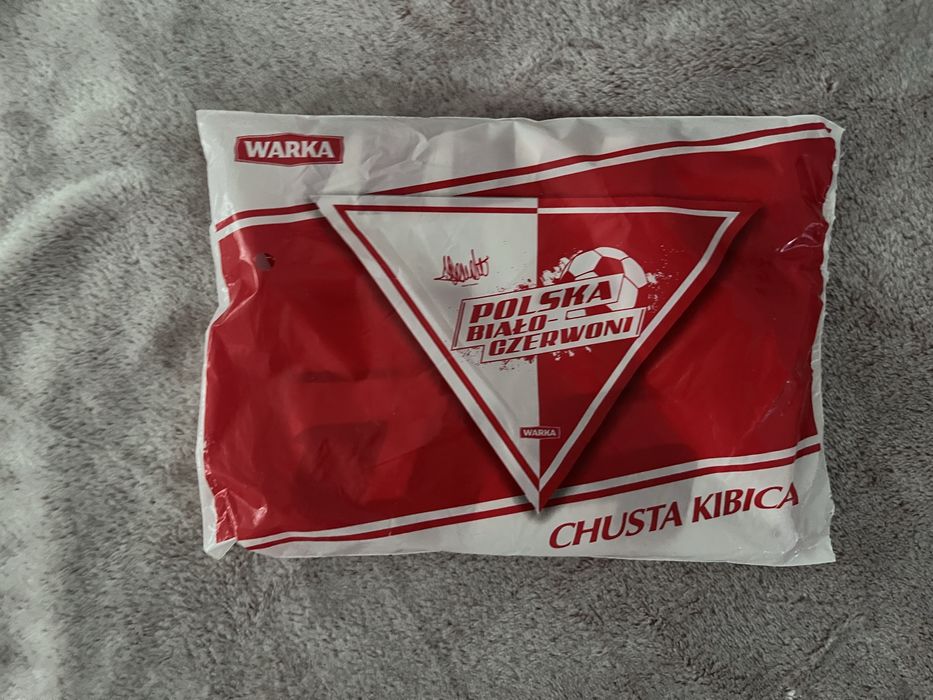 WARKA
POLSKA
BIAŁO-
CZERWONI
WARKA
CHUSTA KIBICA